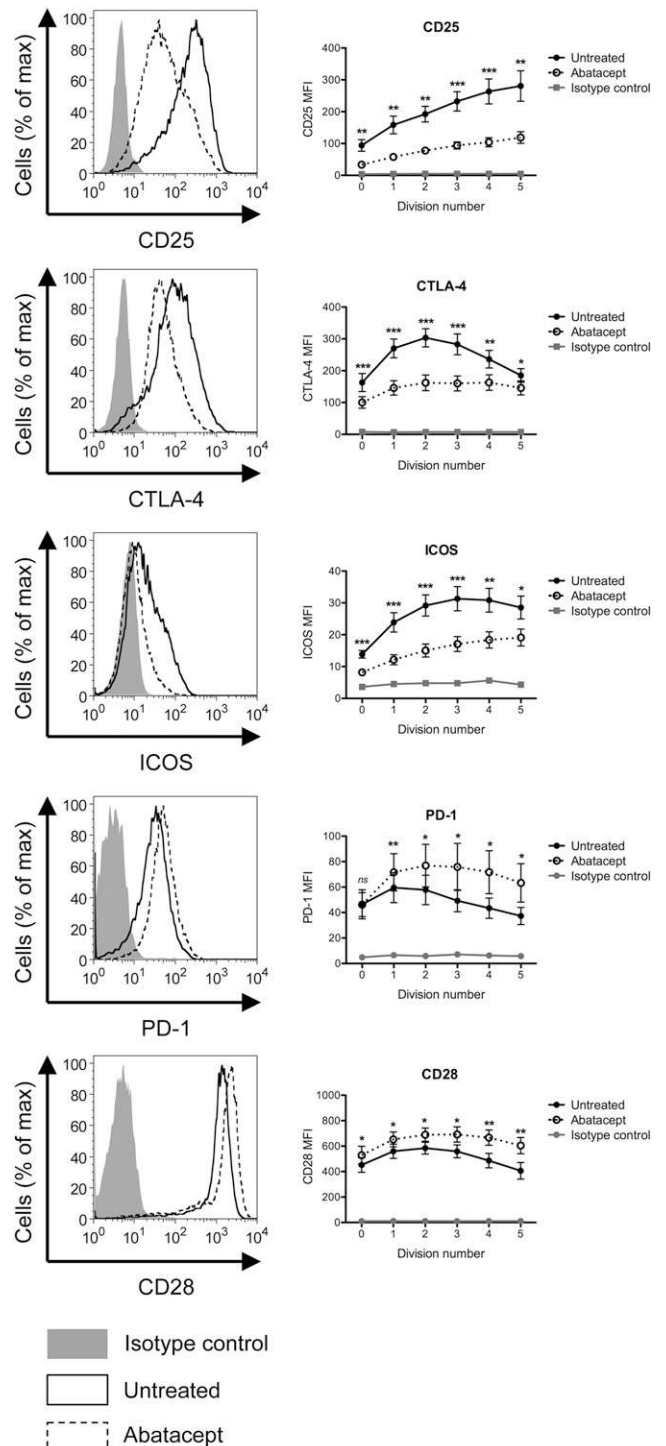 Cells (% of max)
100
80
60
40
20
0
10^0 10^1 10^2 10^3 10^4
CD25
CD25
CD25 MFI
400
300
200
100
0
** ** ** *** *** **
0 1 2 3 4 5
Division number
Untreated
Abatacept
Isotype control
Cells (% of max)
100
80
60
40
20
0
10^0 10^1 10^2 10^3 10^4
CTLA-4
CTLA-4
CTLA-4 MFI
400
300
200
100
0
*** *** *** *** ** *
0 1 2 3 4 5
Division number
Untreated
Abatacept
Isotype control
Cells (% of max)
100
80
60
40
20
0
10^0 10^1 10^2 10^3 10^4
ICOS
ICOS
ICOS MFI
40
30
20
10
0
*** *** *** *** ** *
0 1 2 3 4 5
Division number
Untreated
Abatacept
Isotype control
Cells (% of max)
100
80
60
40
20
0
10^0 10^1 10^2 10^3 10^4
PD-1
PD-1
PD-1 MFI
100
80
60
40
20
0
ns ** * * * *
0 1 2 3 4 5
Division number
Untreated
Abatacept
Isotype control
Cells (% of max)
100
80
60
40
20
0
10^0 10^1 10^2 10^3 10^4
CD28
CD28
CD28 MFI
1000
800
600
400
200
0
* * * * ** **
0 1 2 3 4 5
Division number
Untreated
Abatacept
Isotype control
Isotype control
Untreated
Abatacept